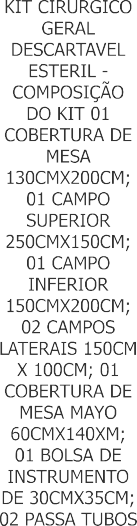 KIT CIRURGICO
GERAL
DESCARTAVEL
ESTERIL -
COMPOSIÇÃO
DO KIT 01
COBERTURA DE
MESA
130CMX200CM;
01 CAMPO
SUPERIOR
250CMX150CM;
01 CAMPO
INFERIOR
150CMX200CM;
02 CAMPOS
LATERAIS 150CM
X 100CM; 01
COBERTURA DE
MESA MAYO
60CMX140XM;
01 BOLSA DE
INSTRUMENTO
DE 30CMX35CM;
02 PASSA TUBOS